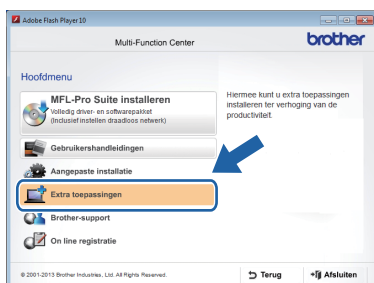 Adobe Flash Player 10
Multi-Function Center
brother
Hoofdmenu
MFL-Pro Suite installeren
Volledig driver- en softwarepakket
(Inclusief instellen draadloos netwerk)
Hiermee kunt u extra toepassingen
installeren ter verhoging van de
productiviteit.
Gebruikershandleidingen
Aangepaste installatie
Extra toepassingen
Brother-support
On line registratie
© 2001-2013 Brother Industries, Ltd. All Rights Reserved.
Terug
Afsluiten